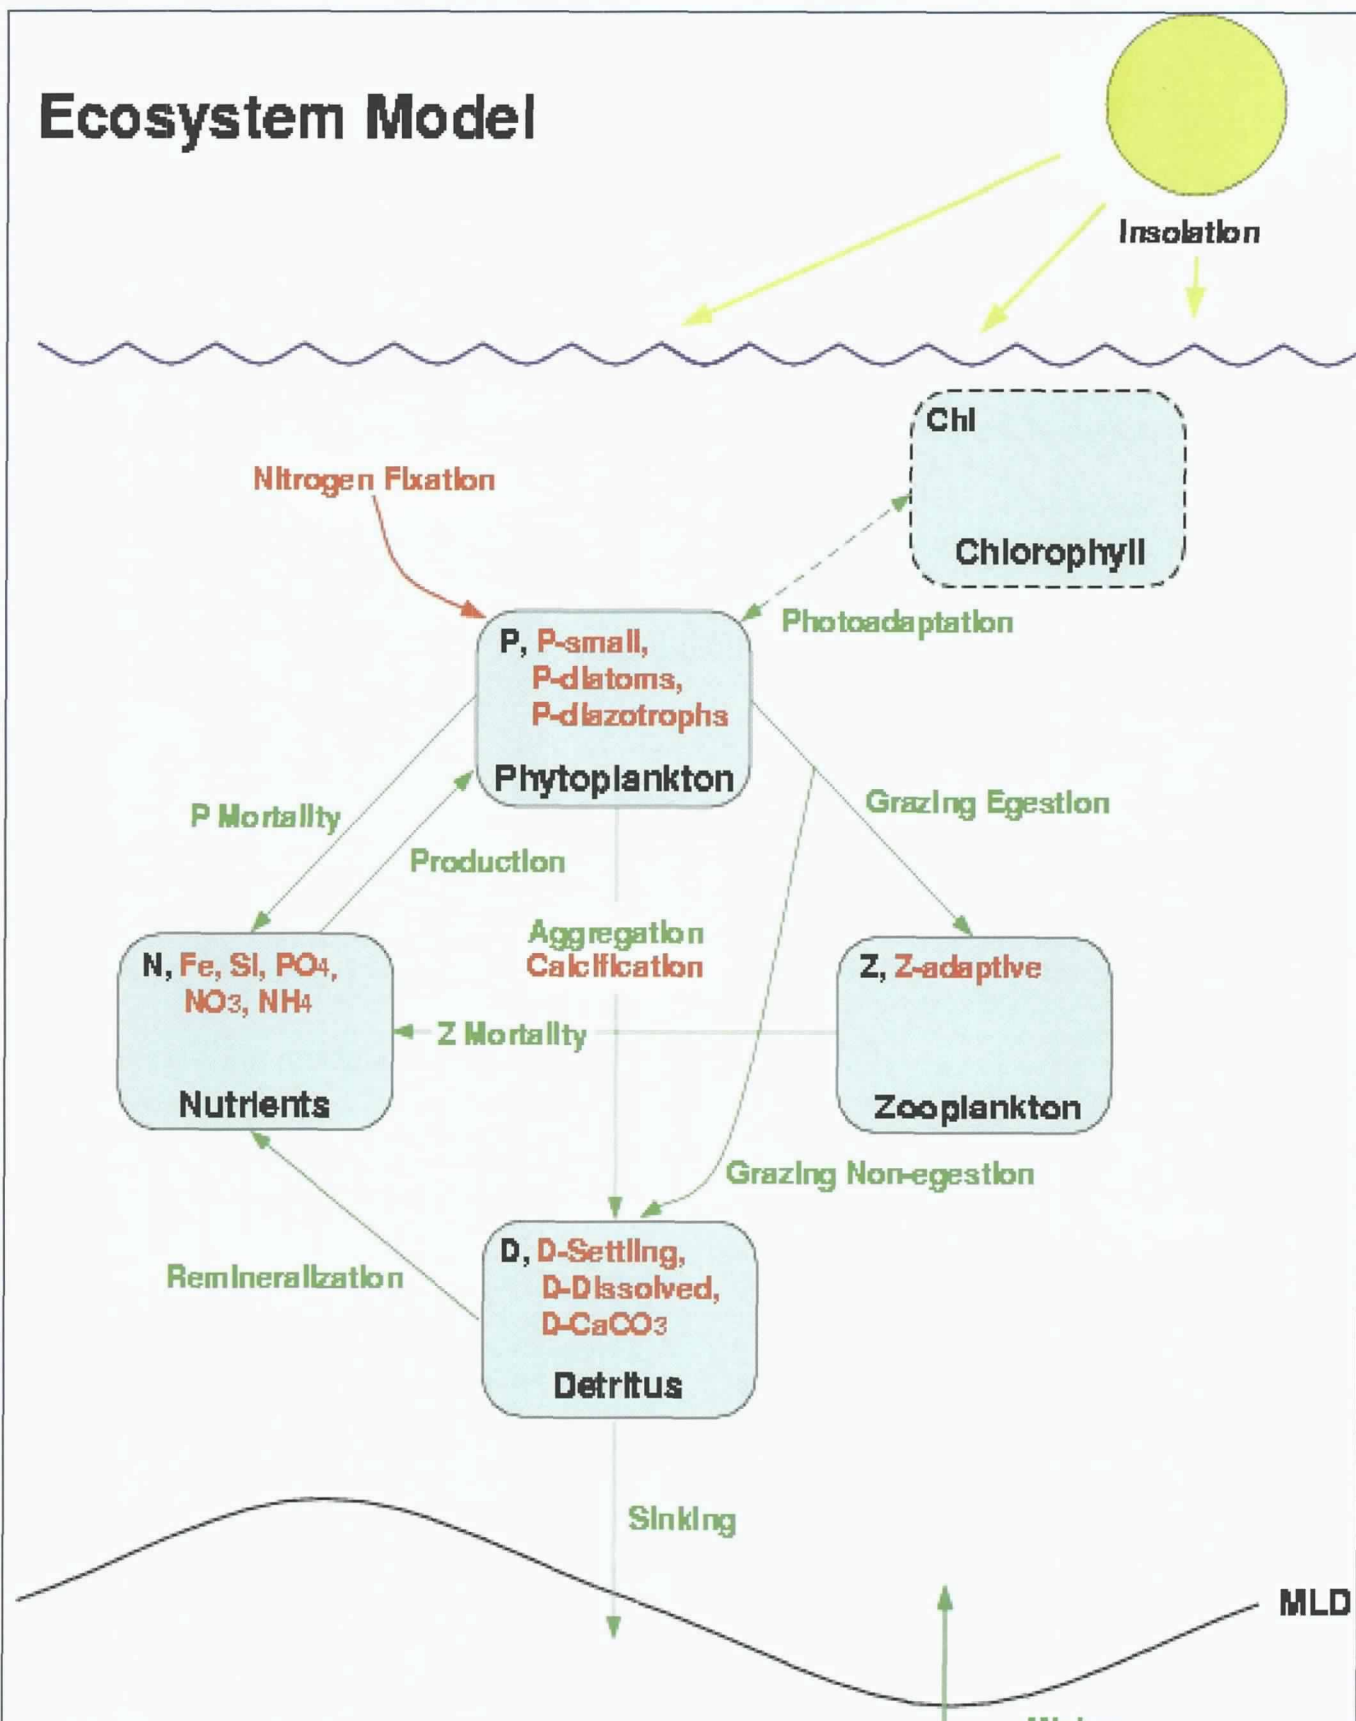 Ecosystem Model
Insolation
Chl
Chlorophyll
Nitrogen Fixation
Photoadaptation
P, P-small,
P-diatoms,
P-diazotrophs
Phytoplankton
P Mortality
Grazing Egestion
Production
Aggregation
Calcification
N, Fe, Si, PO4,
NO3, NH4
Nutrients
Z, Z-adaptive
Zooplankton
Z Mortality
Grazing Non-egestion
D, D-Settling,
D-Dissolved,
D-CaCO3
Detritus
Remineralization
Sinking
MLD